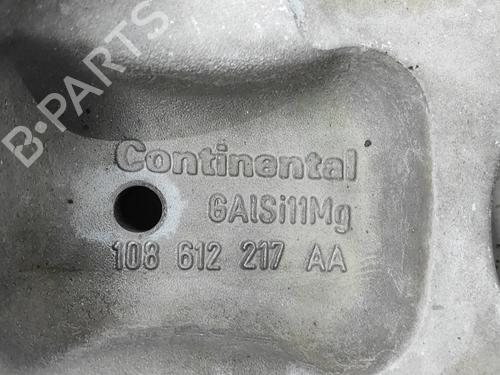 B·PARTS
Continental
GAlSi11Mg
108 612 217 AA